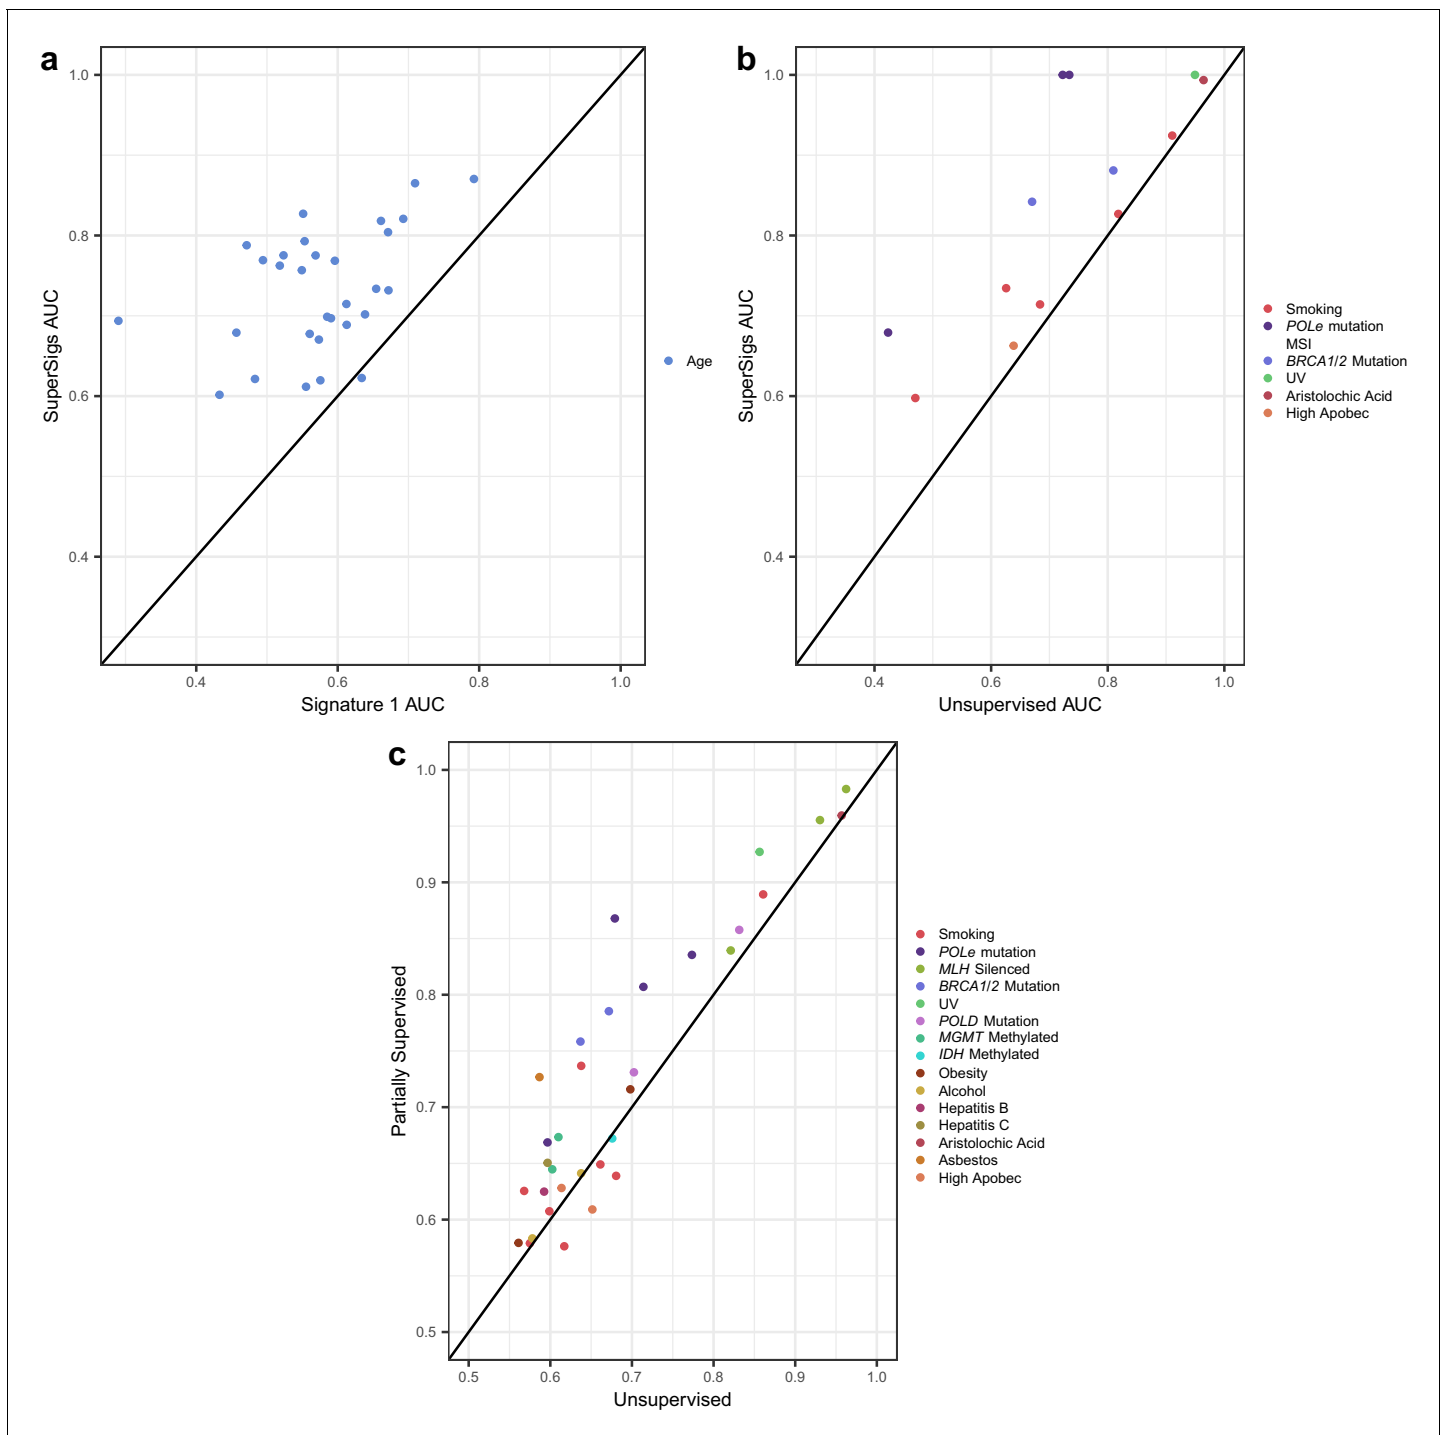 a
1.0
0.8
0.6
0.4
SuperSigs AUC
0.4 0.6 0.8 1.0
Signature 1 AUC
Age
b
1.0
0.8
0.6
0.4
SuperSigs AUC
0.4 0.6 0.8 1.0
Unsupervised AUC
Smoking
POLe mutation
MSI
BRCA1/2 Mutation
UV
Aristolochic Acid
High Apobec
c
1.0
0.9
0.8
0.7
0.6
0.5
Partially Supervised
0.5 0.6 0.7 0.8 0.9 1.0
Unsupervised
Smoking
POLe mutation
MLH Silenced
BRCA1/2 Mutation
UV
POLD Mutation
MGMT Methylated
IDH Methylated
Obesity
Alcohol
Hepatitis B
Hepatitis C
Aristolochic Acid
Asbestos
High Apobec